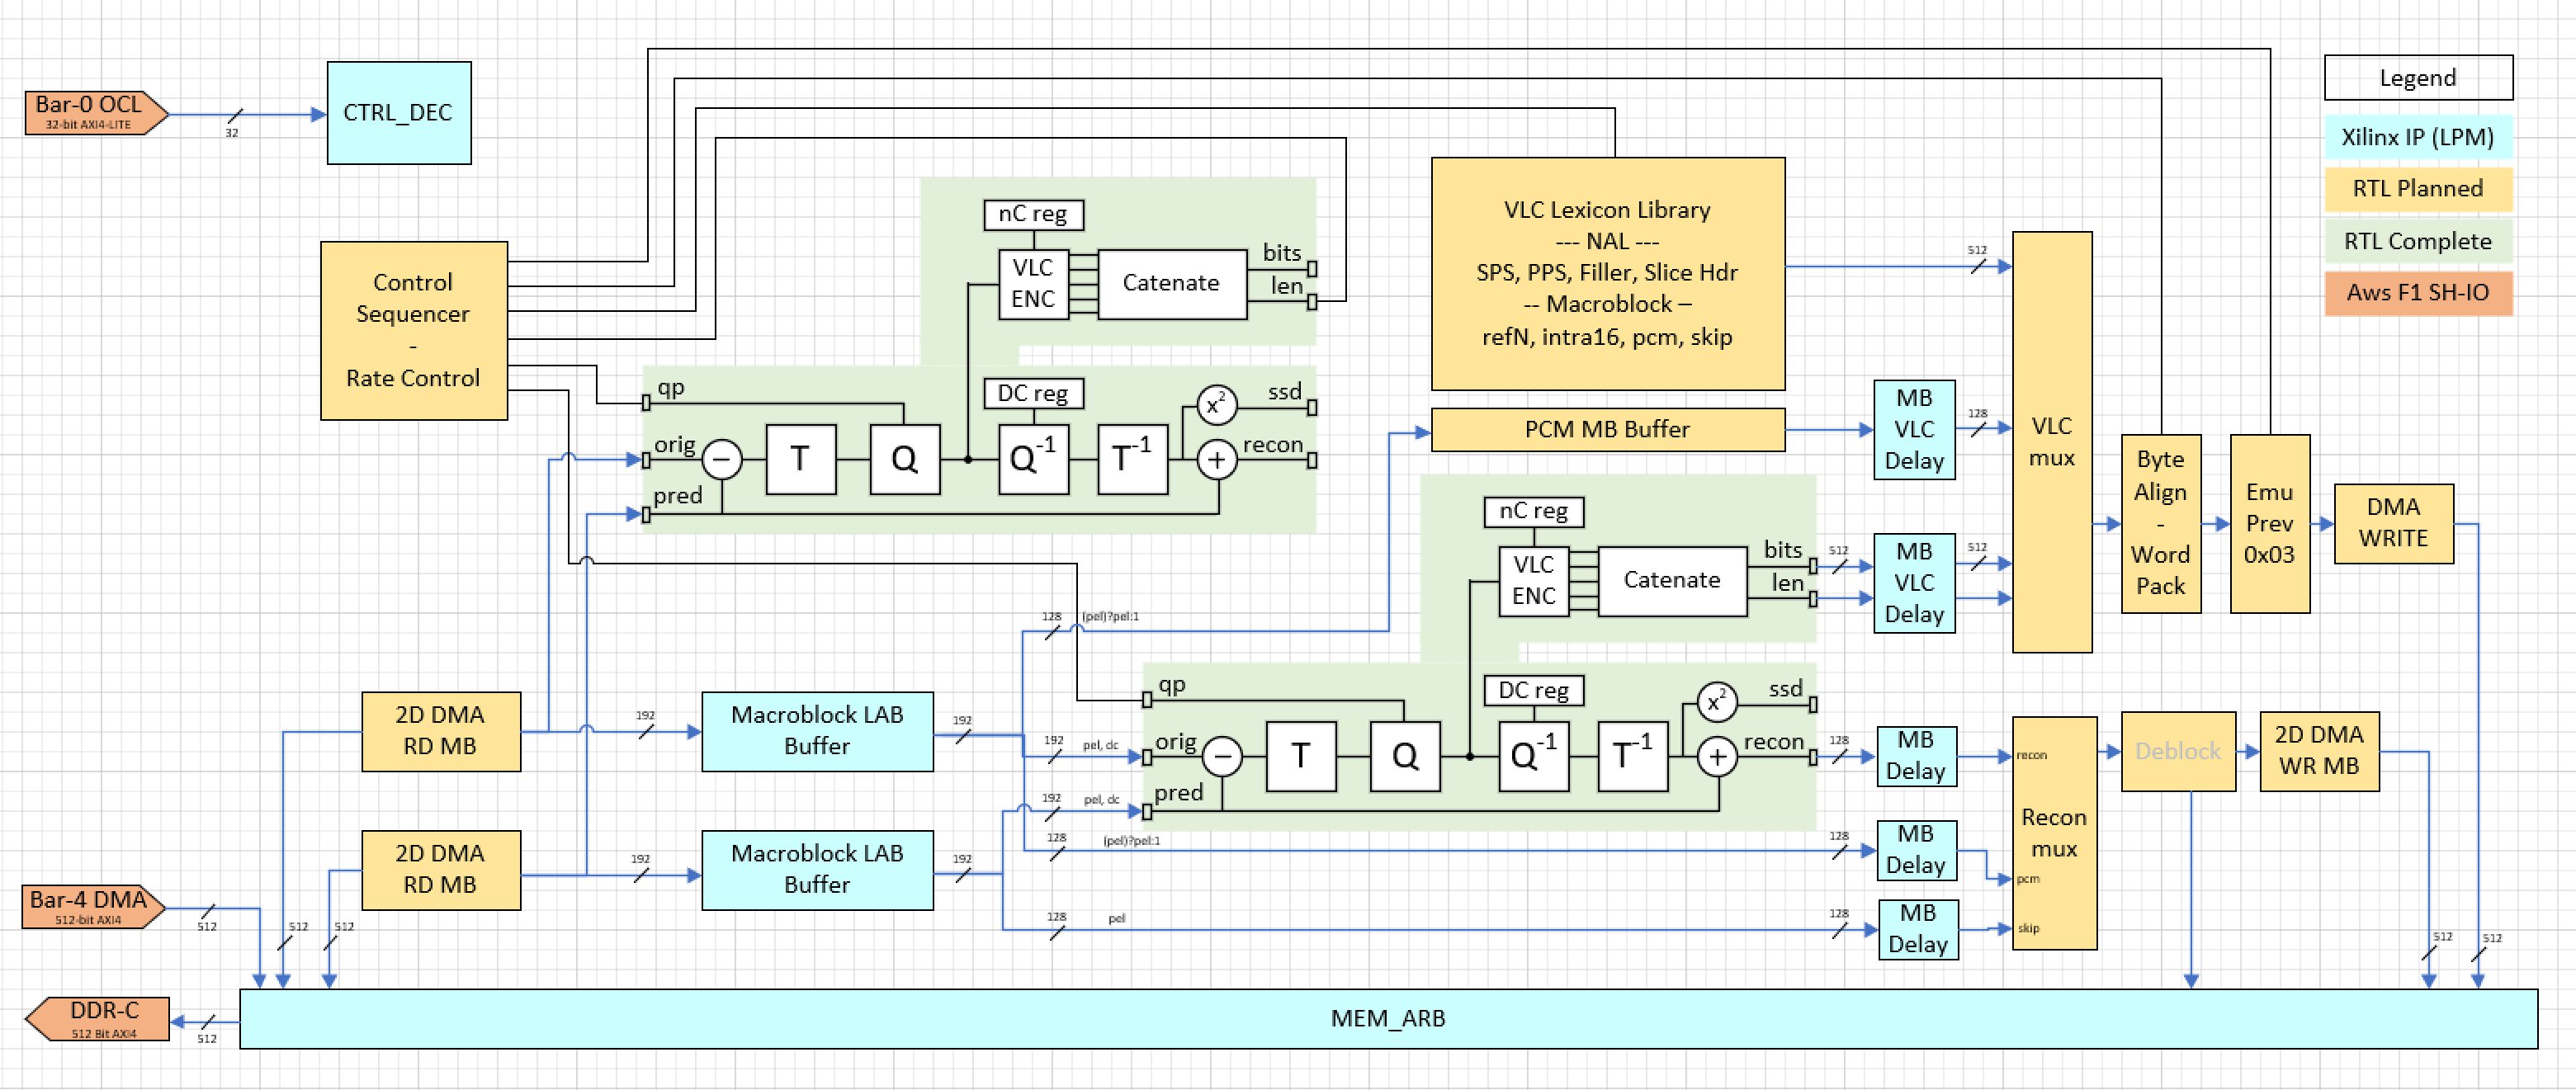 Bar-0 OCL
32-bit AXI4-LITE
32
CTRL_DEC
Legend
Xilinx IP (LPM)
RTL Planned
RTL Complete
Aws F1 SH-IO
Control
Sequencer
-
Rate Control
nC reg
VLC
ENC
Catenate
bits
len
qp
orig
pred
T
Q
DC reg
Q-1
T-1
x2
−
+
ssd
recon
VLC Lexicon Library
--- NAL ---
SPS, PPS, Filler, Slice Hdr
-- Macroblock –
refN, intra16, pcm, skip
512
PCM MB Buffer
MB
VLC
Delay
128
VLC
mux
nC reg
VLC
ENC
Catenate
bits
len
512
MB
VLC
Delay
512
Byte
Align
-
Word
Pack
Emu
Prev
0x03
DMA
WRITE
128
(pel)?pel:1
2D DMA
RD MB
192
Macroblock LAB
Buffer
192
192
pel, dc
192
pel, dc
qp
orig
pred
−
T
Q
DC reg
Q-1
T-1
x2
+
ssd
recon
128
MB
Delay
recon
Recon
mux
pcm
skip
Deblock
2D DMA
WR MB
2D DMA
RD MB
192
Macroblock LAB
Buffer
192
128
(pel)?pel:1
128
MB
Delay
128
pel
128
MB
Delay
Bar-4 DMA
512-bit AXI4
512
512
512
512
512
DDR-C
512 Bit AXI4
512
MEM_ARB